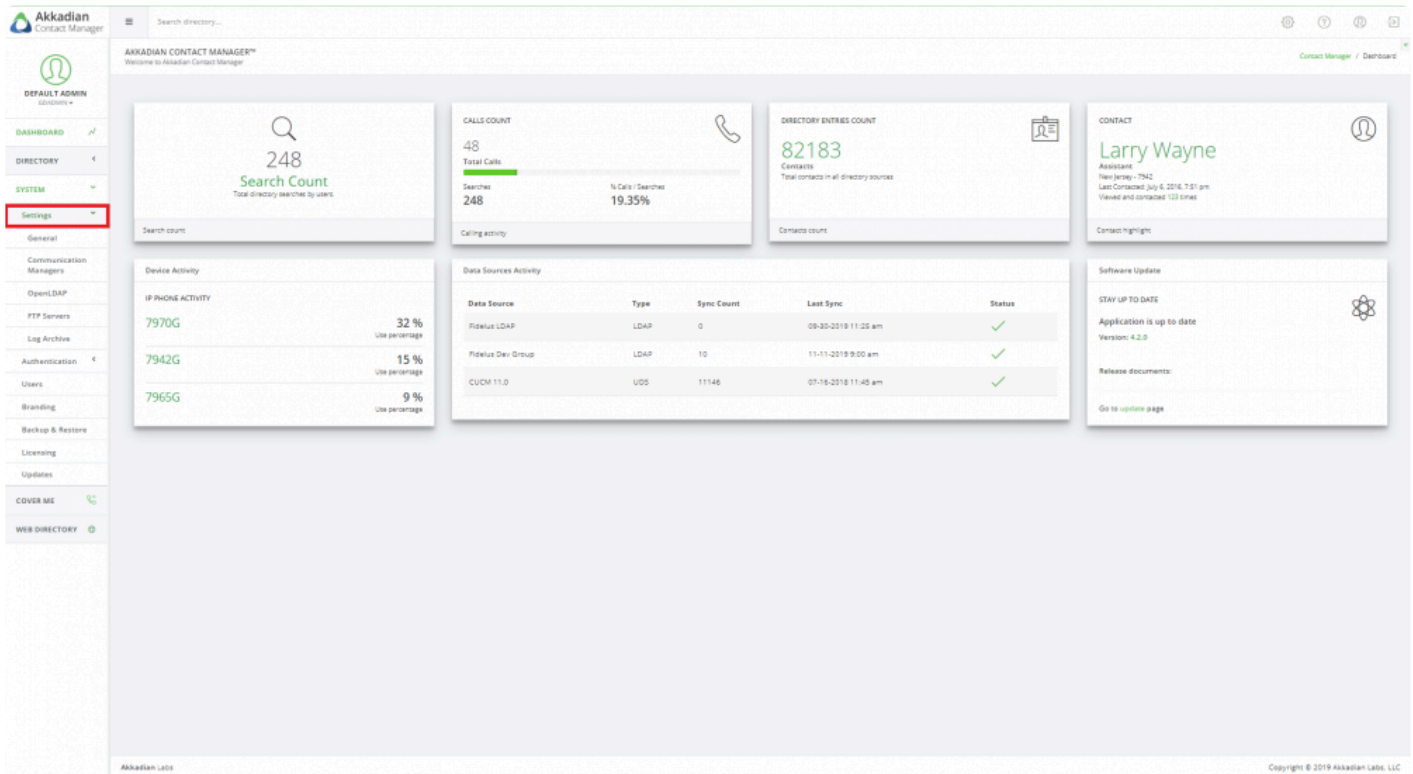 Akkadian
Contact Manager
Search directory...
DEFAULT ADMIN
DASHBOARD
DIRECTORY
SYSTEM
Settings
General
Communication
Managers
OpenLDAP
FTP Servers
Log Archive
Authentication
Users
Branding
Backup & Restore
Licensing
Updates
COVER ME
WEB DIRECTORY
AKKADIAN CONTACT MANAGER™
Welcome to Akkadian Contact Manager
Contact Manager / Dashboard
248
Search Count
Total directory searches by users
Search count
CALLS COUNT
48
Total Calls
Searches % Calls / Searches
248 19.35%
Calling activity
DIRECTORY ENTRIES COUNT
82183
Contacts
Total contacts in all directory sources
Contacts count
CONTACT
Larry Wayne
Assistant
New Jersey - 7942
Last Contacted: July 6, 2016, 7:51 pm
Viewed and contacted 123 times
Contact highlight
Device Activity
IP PHONE ACTIVITY
7970G 32 %
Use percentage
7942G 15 %
Use percentage
7965G 9 %
Use percentage
Data Sources Activity
Data Source Type Sync Count Last Sync Status
Fidelus LDAP LDAP 0 09-30-2019 11:25 am
Fidelus Dev Group LDAP 10 11-11-2019 9:00 am
CUCM 11.0 UDS 11146 07-16-2018 11:45 am
Software Update
STAY UP TO DATE
Application is up to date
Version: 4.2.0
Release documents:
Go to update page
Akkadian Labs
Copyright © 2019 Akkadian Labs, LLC